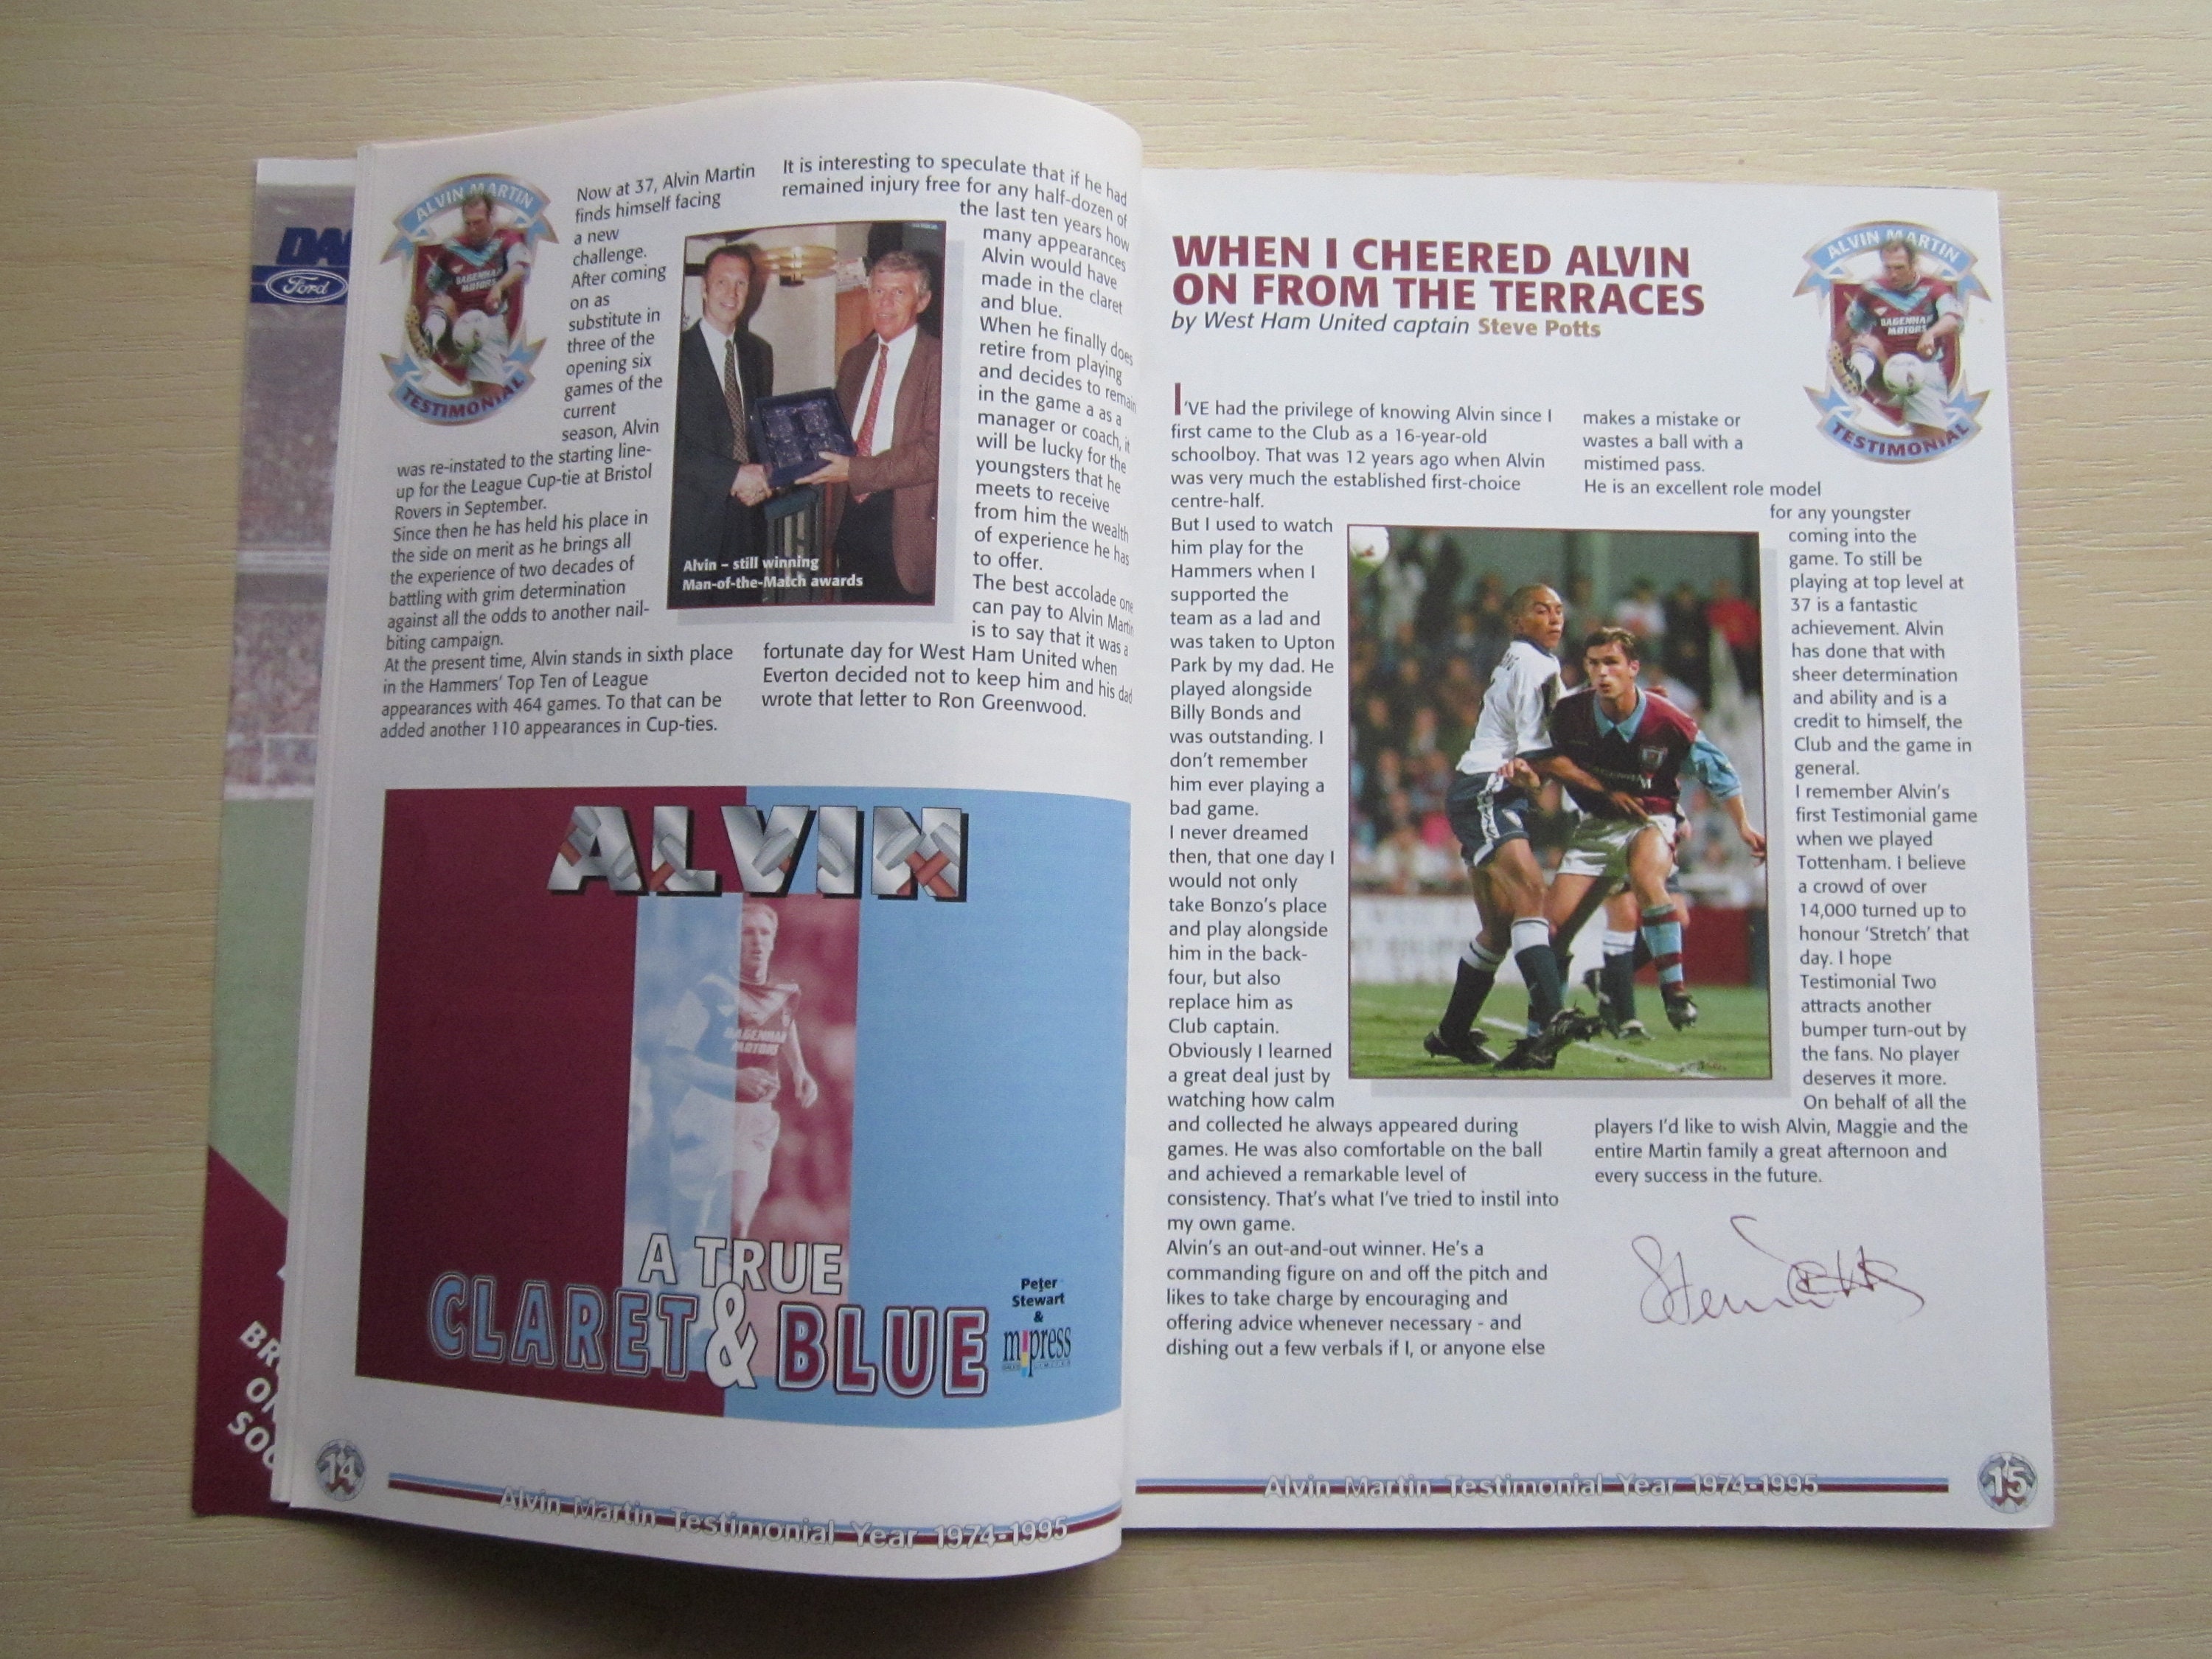 DA
Ford
BR
O
SOC
ALVIN MARTIN
DAGENHAM
MOTORS
TESTIMONIAL
Now at 37, Alvin Martin
finds himself facing
a new
challenge.
After coming
on as
substitute in
three of the
opening six
games of the
current
season, Alvin
was re-instated to the starting line-
up for the League Cup-tie at Bristol
Rovers in September.
Since then he has held his place in
the side on merit as he brings all
the experience of two decades of
battling with grim determination
against all the odds to another nail-
biting campaign.
At the present time, Alvin stands in sixth place
in the Hammers' Top Ten of League
appearances with 464 games. To that can be
added another 110 appearances in Cup-ties.
It is interesting to speculate that if he had
remained injury free for any half-dozen of
the last ten years how
many appearances
Alvin would have
made in the claret
and blue.
When he finally does
retire from playing
and decides to remain
in the game a as a
manager or coach, it
will be lucky for the
youngsters that he
meets to receive
from him the wealth
of experience he has
to offer.
The best accolade one
can pay to Alvin Martin
is to say that it was a
fortunate day for West Ham United when
Everton decided not to keep him and his dad
wrote that letter to Ron Greenwood.
Alvin – still winning
Man-of-the-Match awards
ALVIN
DAGENHAM
MOTORS
A TRUE
CLARET & BLUE
Peter
Stewart
&
mpress
14
Alvin Martin Testimonial Year 1974-1995
WHEN I CHEERED ALVIN
ON FROM THE TERRACES
by West Ham United captain Steve Potts
ALVIN MARTIN
DAGENHAM
MOTORS
TESTIMONIAL
I'VE had the privilege of knowing Alvin since I
first came to the Club as a 16-year-old
schoolboy. That was 12 years ago when Alvin
was very much the established first-choice
centre-half.
But I used to watch
him play for the
Hammers when I
supported the
team as a lad and
was taken to Upton
Park by my dad. He
played alongside
Billy Bonds and
was outstanding. I
don't remember
him ever playing a
bad game.
I never dreamed
then, that one day I
would not only
take Bonzo's place
and play alongside
him in the back-
four, but also
replace him as
Club captain.
Obviously I learned
a great deal just by
watching how calm
and collected he always appeared during
games. He was also comfortable on the ball
and achieved a remarkable level of
consistency. That's what I've tried to instil into
my own game.
Alvin's an out-and-out winner. He's a
commanding figure on and off the pitch and
likes to take charge by encouraging and
offering advice whenever necessary - and
dishing out a few verbals if I, or anyone else
makes a mistake or
wastes a ball with a
mistimed pass.
He is an excellent role model
for any youngster
coming into the
game. To still be
playing at top level at
37 is a fantastic
achievement. Alvin
has done that with
sheer determination
and ability and is a
credit to himself, the
Club and the game in
general.
I remember Alvin's
first Testimonial game
when we played
Tottenham. I believe
a crowd of over
14,000 turned up to
honour 'Stretch' that
day. I hope
Testimonial Two
attracts another
bumper turn-out by
the fans. No player
deserves it more.
On behalf of all the
players I'd like to wish Alvin, Maggie and the
entire Martin family a great afternoon and
every success in the future.
Alvin Martin Testimonial Year 1974-1995
15